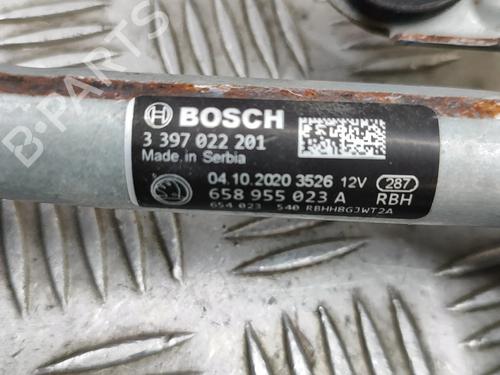 BOSCH
3 397 022 201
Made in Serbia
04.10.2020 3526 12V 287
658 955 023 A RBH
654 023 540 RBHHBGJWT2A
B-PARTS